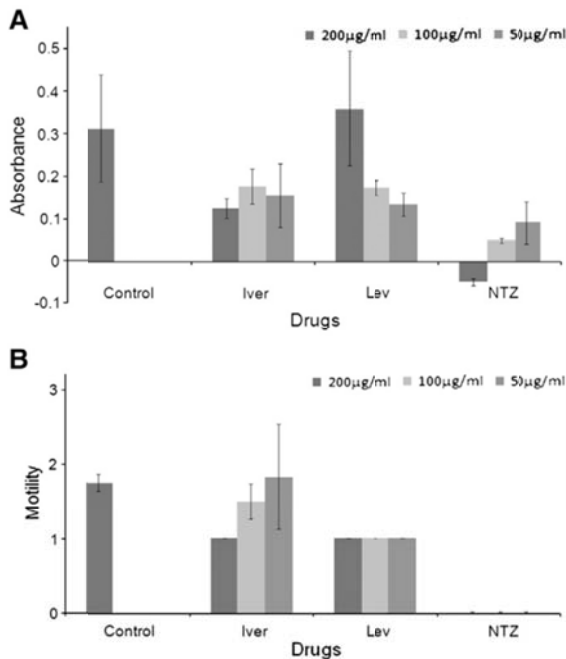 A
200µg/ml 100µg/ml 50µg/ml
0.5
0.4
0.3
0.2
0.1
0
-0.1
Absorbance
Control Iver Lev NTZ
Drugs
B
200µg/ml 100µg/ml 50µg/ml
3
2
1
0
Motility
Control Iver Lev NTZ
Drugs